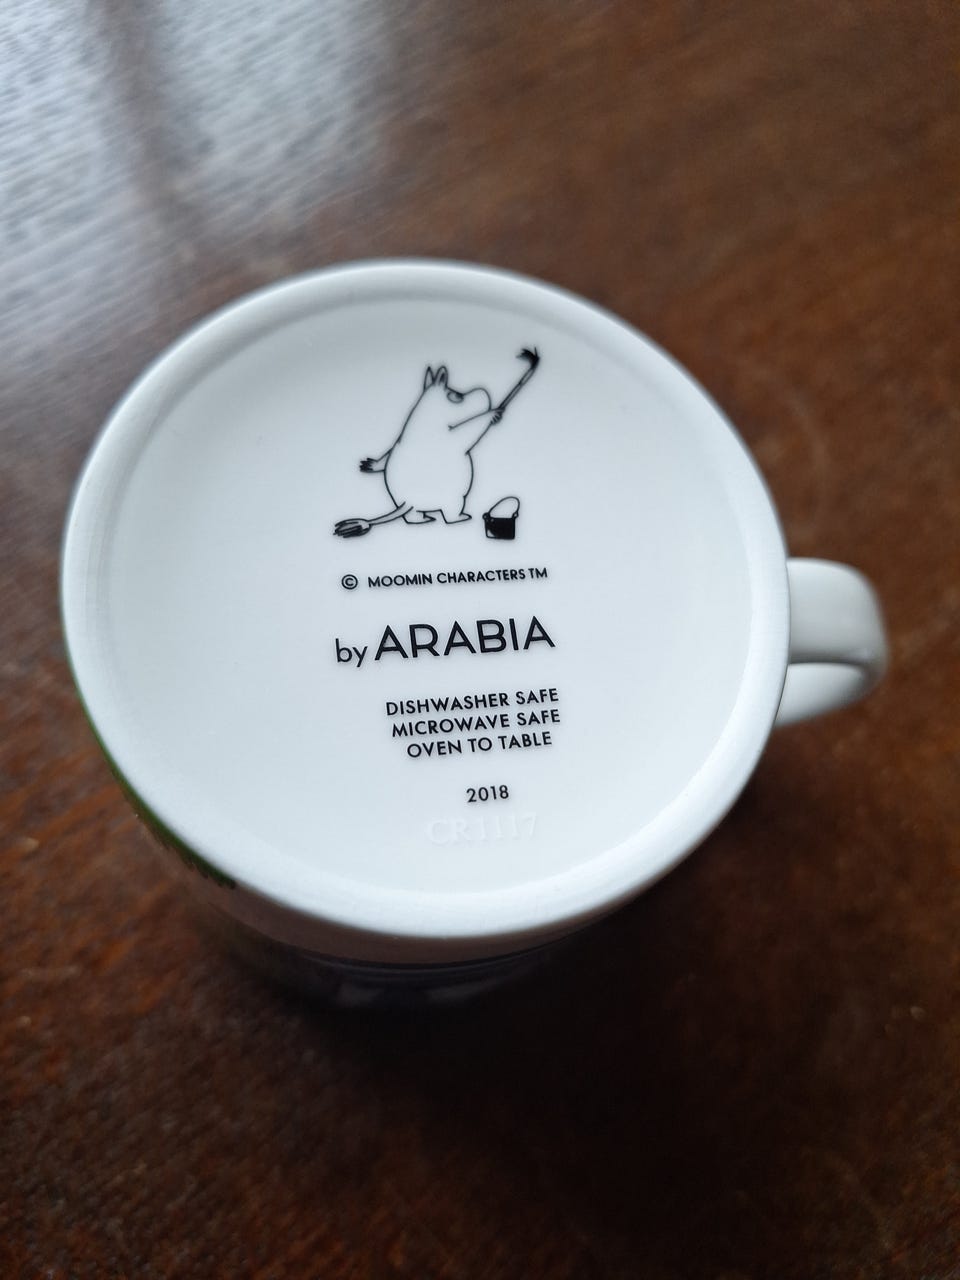 © MOOMIN CHARACTERS TM
by ARABIA
DISHWASHER SAFE
MICROWAVE SAFE
OVEN TO TABLE
2018
CR1117